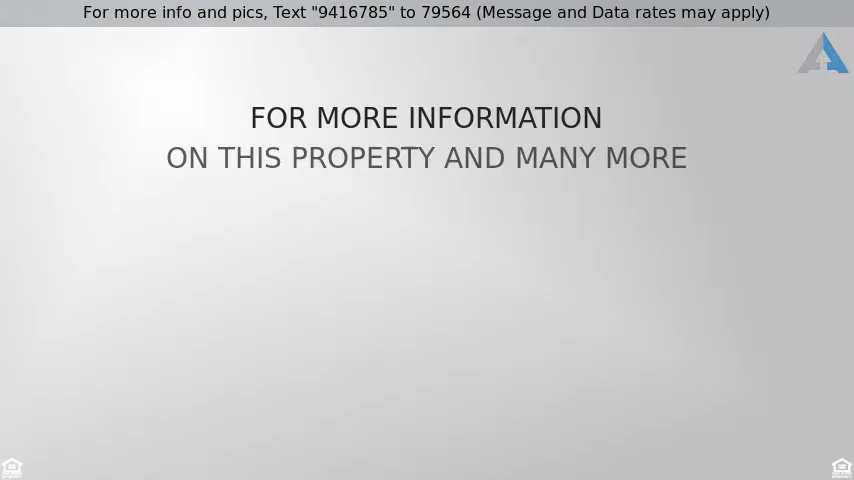 For more info and pics, Text "9416785" to 79564 (Message and Data rates may apply)
FOR MORE INFORMATION
ON THIS PROPERTY AND MANY MORE